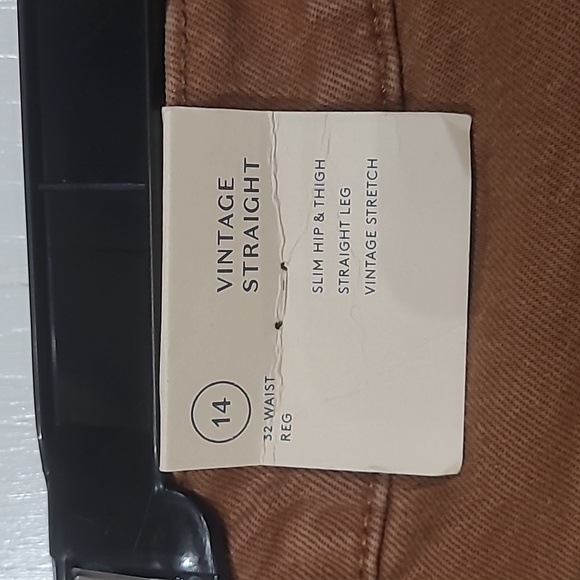 VINTAGE
STRAIGHT
14
32 WAIST
REG
SLIM HIP & THIGH
STRAIGHT LEG
VINTAGE STRETCH